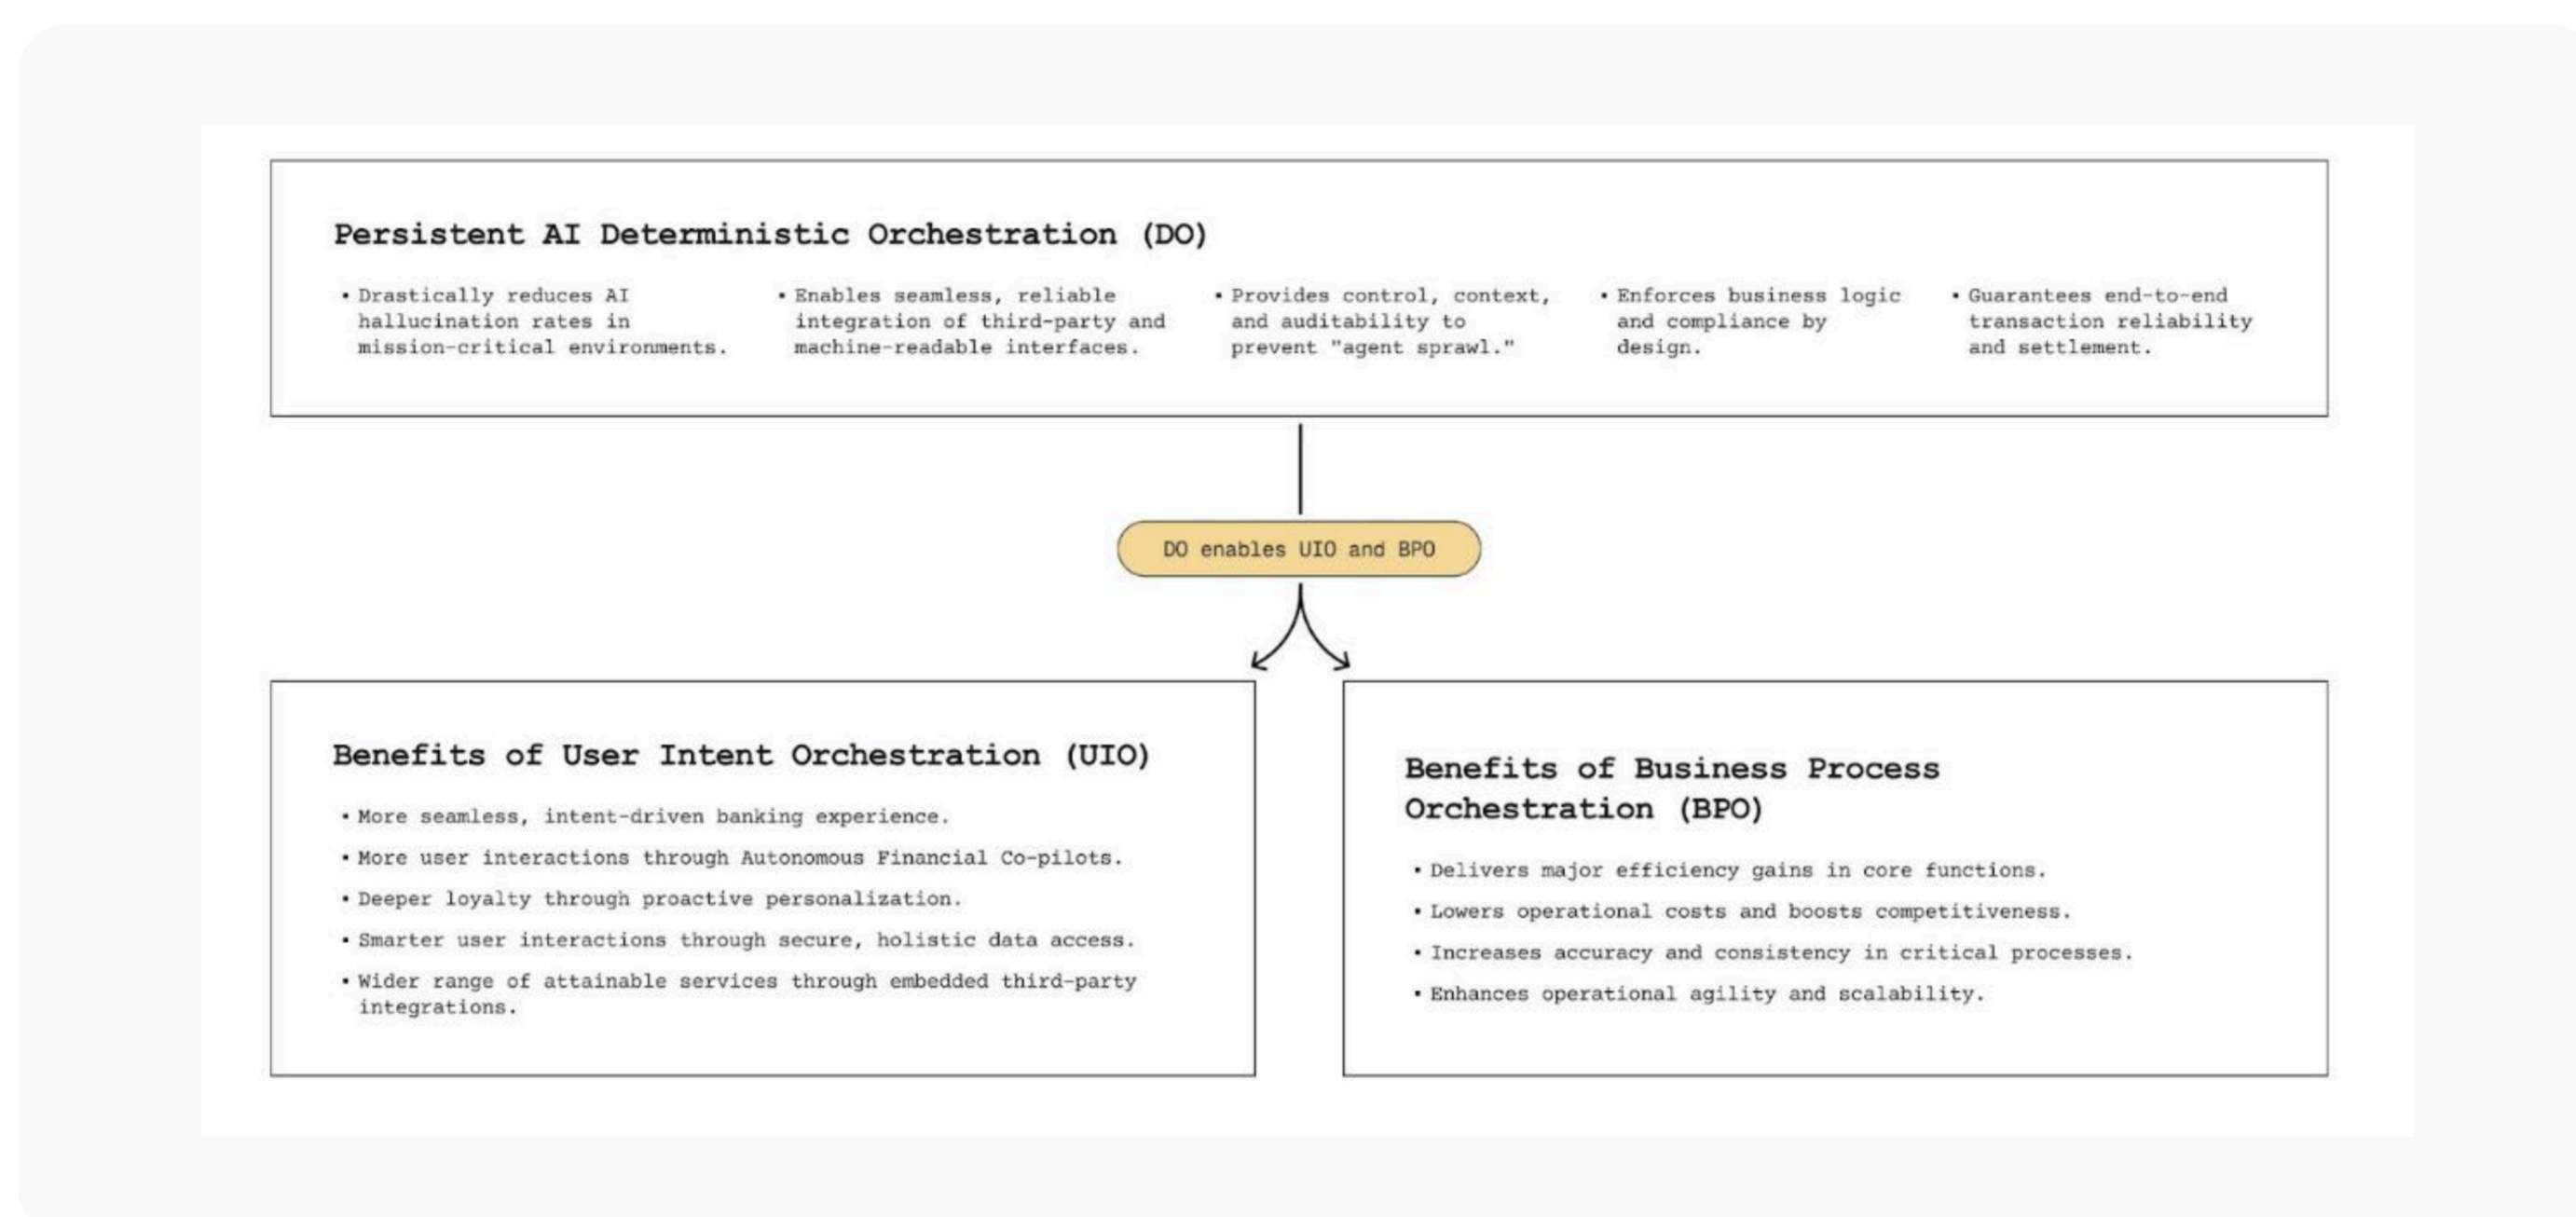 Persistent AI Deterministic Orchestration (DO)
▪ Drastically reduces AI
hallucination rates in
mission-critical environments.
▪ Enables seamless, reliable
integration of third-party and
machine-readable interfaces.
▪ Provides control, context,
and auditability to
prevent "agent sprawl."
▪ Enforces business logic
and compliance by
design.
▪ Guarantees end-to-end
transaction reliability
and settlement.
DO enables UIO and BPO
Benefits of User Intent Orchestration (UIO)
▪ More seamless, intent-driven banking experience.
▪ More user interactions through Autonomous Financial Co-pilots.
▪ Deeper loyalty through proactive personalization.
▪ Smarter user interactions through secure, holistic data access.
▪ Wider range of attainable services through embedded third-party
integrations.
Benefits of Business Process
Orchestration (BPO)
▪ Delivers major efficiency gains in core functions.
▪ Lowers operational costs and boosts competitiveness.
▪ Increases accuracy and consistency in critical processes.
▪ Enhances operational agility and scalability.